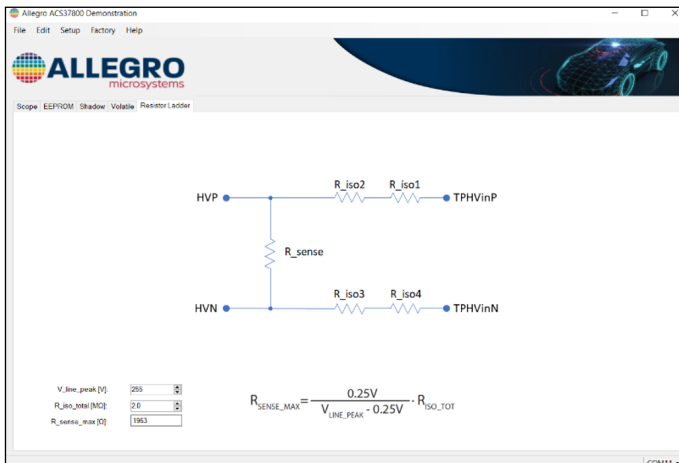 Allegro ACS37800 Demonstration
File Edit Setup Factory Help
ALLEGRO
microsystems
Scope EEPROM Shadow Volatile Resistor Ladder
R_iso2 R_iso1
HVP TPHVinP
R_sense
R_iso3 R_iso4
HVN TPHVinN
V_line_peak [V]: 255
R_iso_total [MΩ]: 2.0
R_sense_max [Ω]: 1963
R_SENSE_MAX = 0.25V / V_LINE_PEAK - 0.25V · R_ISO_TOT